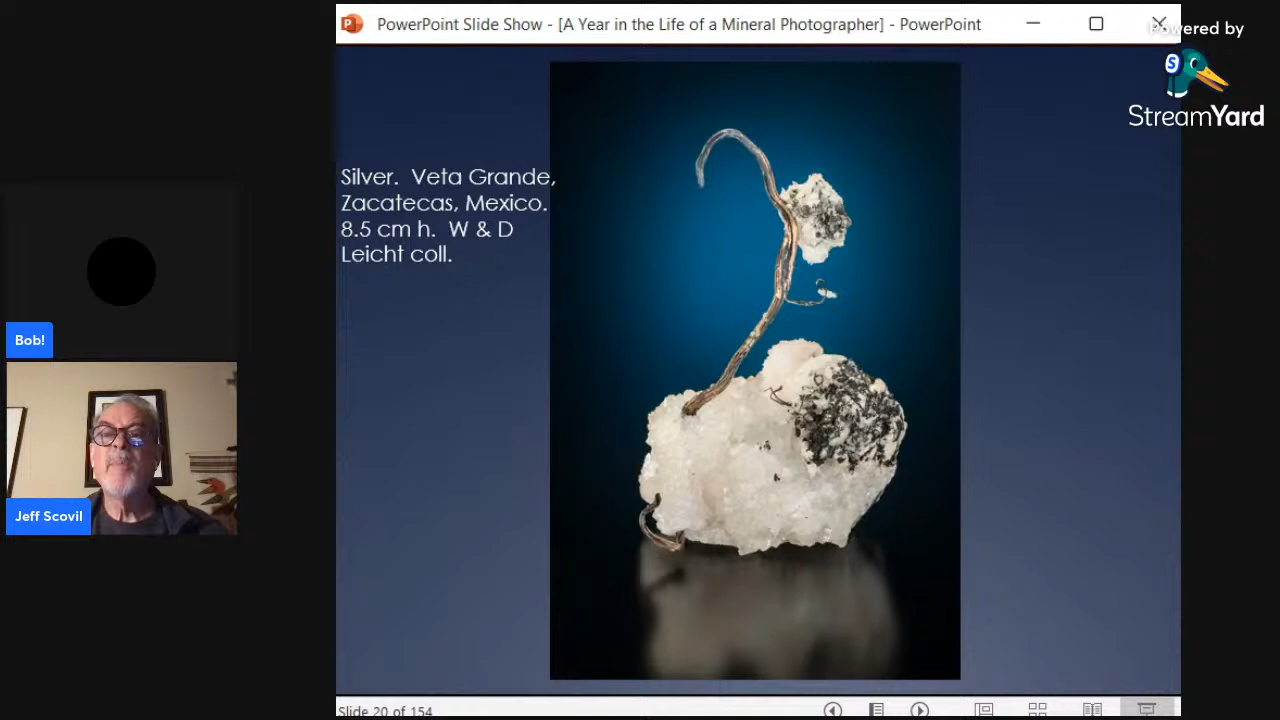 PowerPoint Slide Show - [A Year in the Life of a Mineral Photographer] - PowerPoint
Powered by
S
StreamYard
Silver. Veta Grande,
Zacatecas, Mexico.
8.5 cm h. W & D
Leicht coll.
Bob!
Jeff Scovil
Slide 20 of 154